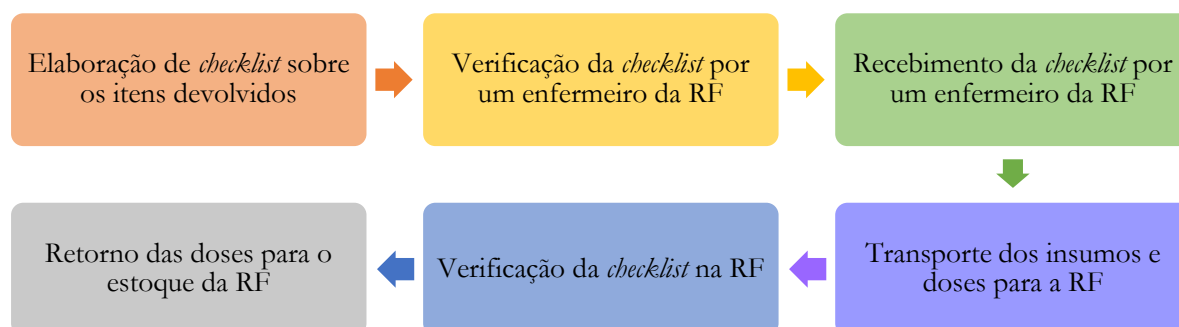 Elaboração de checklist sobre
os itens devolvidos
Verificação da checklist por
um enfermeiro da RF
Recebimento da checklist por
um enfermeiro da RF
Transporte dos insumos e
doses para a RF
Verificação da checklist na RF
Retorno das doses para o
estoque da RF